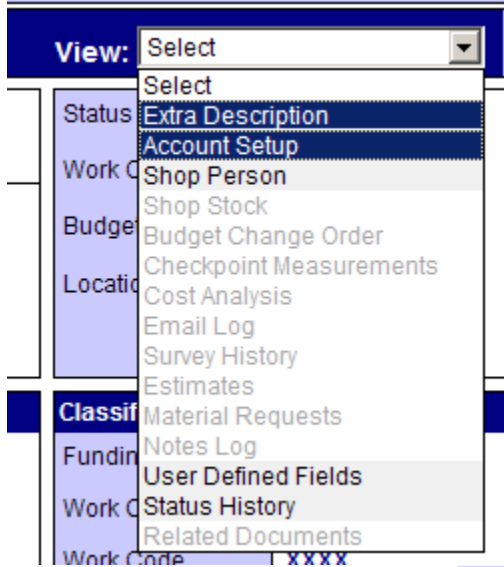 View: Select
Select
Status Extra Description
Account Setup
Work C Shop Person
Shop Stock
Budget Budget Change Order
Checkpoint Measurements
Locatio Cost Analysis
Email Log
Survey History
Estimates
Classif Material Requests
Notes Log
Fundin User Defined Fields
Work C Status History
Related Documents
Work Code XXXX